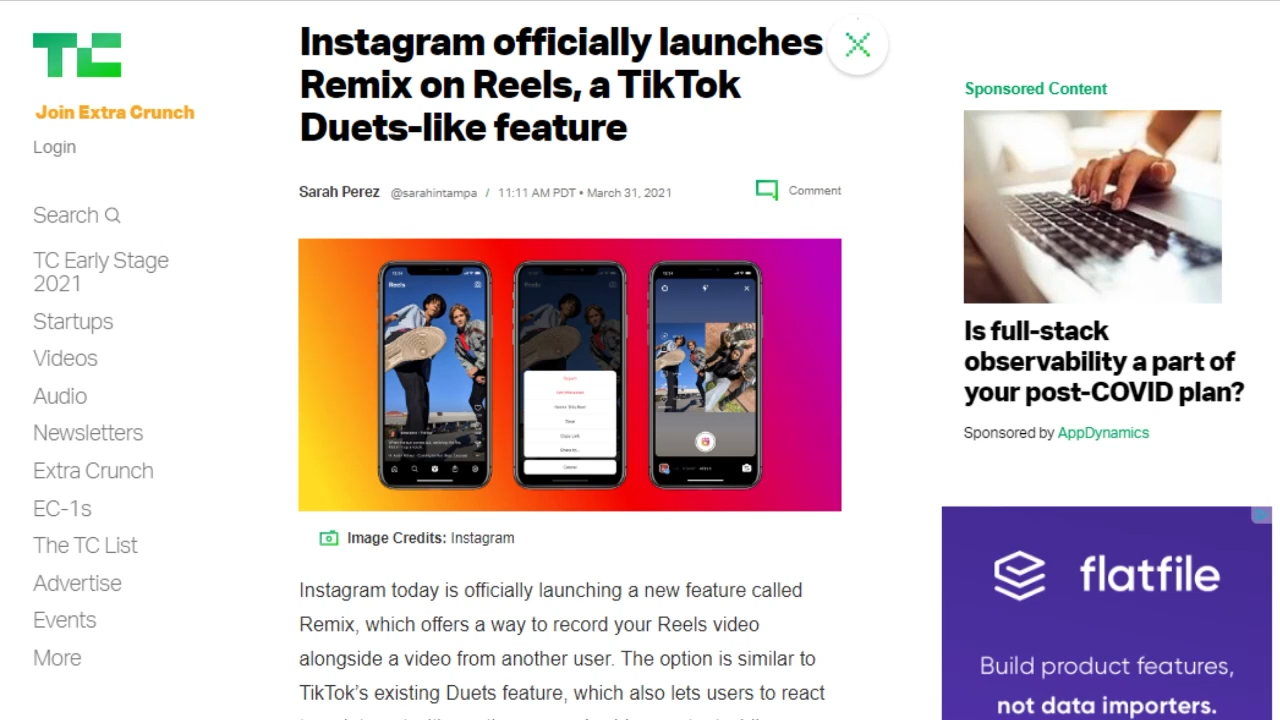 TC
Join Extra Crunch
Login
Search
TC Early Stage
2021
Startups
Videos
Audio
Newsletters
Extra Crunch
EC-1s
The TC List
Advertise
Events
More
Instagram officially launches
Remix on Reels, a TikTok
Duets-like feature
Sarah Perez @sarahintampa / 11:11 AM PDT • March 31, 2021
Comment
Reels
Reels
Cancel
Image Credits: Instagram
Instagram today is officially launching a new feature called
Remix, which offers a way to record your Reels video
alongside a video from another user. The option is similar to
TikTok’s existing Duets feature, which also lets users to react
Sponsored Content
Is full-stack
observability a part of
your post-COVID plan?
Sponsored by AppDynamics
flatfile
Build product features,
not data importers.